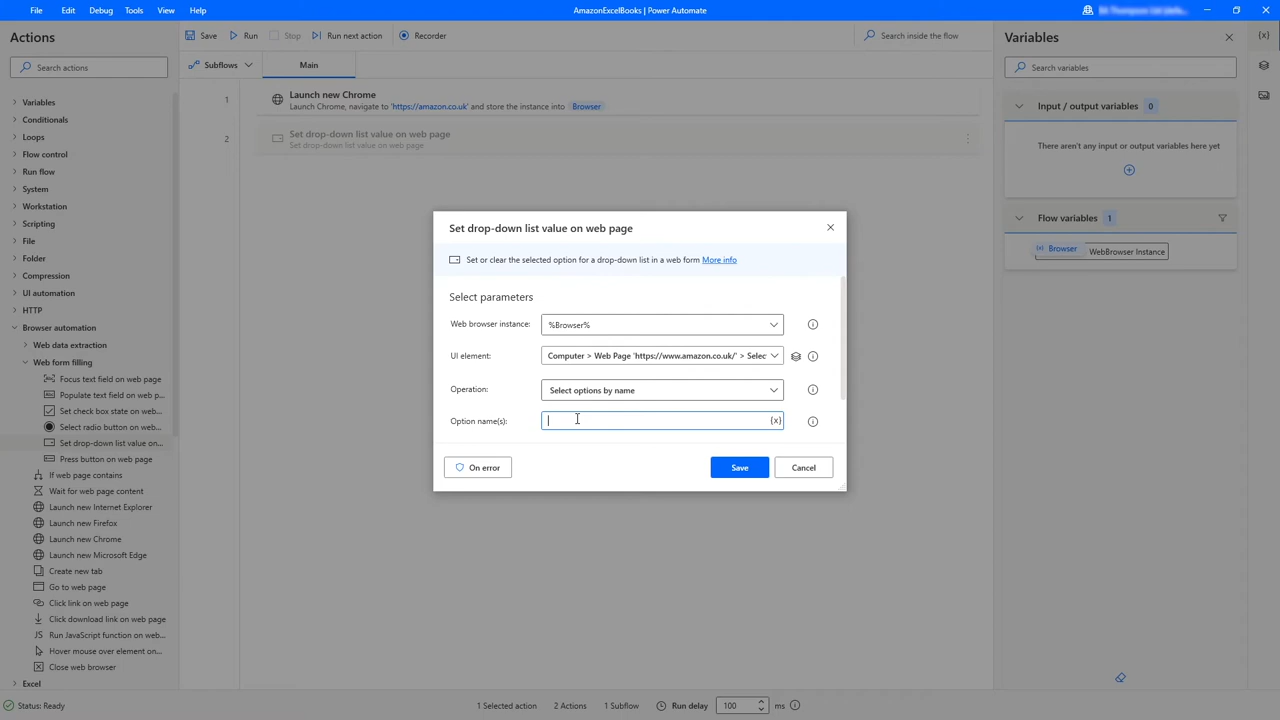 File Edit Debug Tools View Help
AmazonExcelBooks | Power Automate
Actions
Search actions
Variables
Conditionals
Loops
Flow control
Run flow
System
Workstation
Scripting
File
Folder
Compression
UI automation
HTTP
Browser automation
Web data extraction
Web form filling
Focus text field on web page
Populate text field on web p...
Set check box state on web...
Select radio button on web...
Set drop-down list value on...
Press button on web page
If web page contains
Wait for web page content
Launch new Internet Explorer
Launch new Firefox
Launch new Chrome
Launch new Microsoft Edge
Create new tab
Go to web page
Click link on web page
Click download link on web page
Run JavaScript function on web...
Hover mouse over element on...
Close web browser
Excel
Save Run Stop Run next action Recorder
Search inside the flow
Subflows Main
1 Launch new Chrome
Launch Chrome, navigate to 'https://amazon.co.uk' and store the instance into Browser
2 Set drop-down list value on web page
Set drop-down list value on web page
Set drop-down list value on web page
Set or clear the selected option for a drop-down list in a web form More info
Select parameters
Web browser instance: %Browser%
UI element: Computer > Web Page 'https://www.amazon.co.uk/' > Selec
Operation: Select options by name
Option name(s): {x}
On error Save Cancel
Variables
{x}
Search variables
Input / output variables 0
There aren't any input or output variables here yet
Flow variables 1
Browser WebBrowser Instance
Status: Ready
1 Selected action 2 Actions 1 Subflow Run delay 100 ms